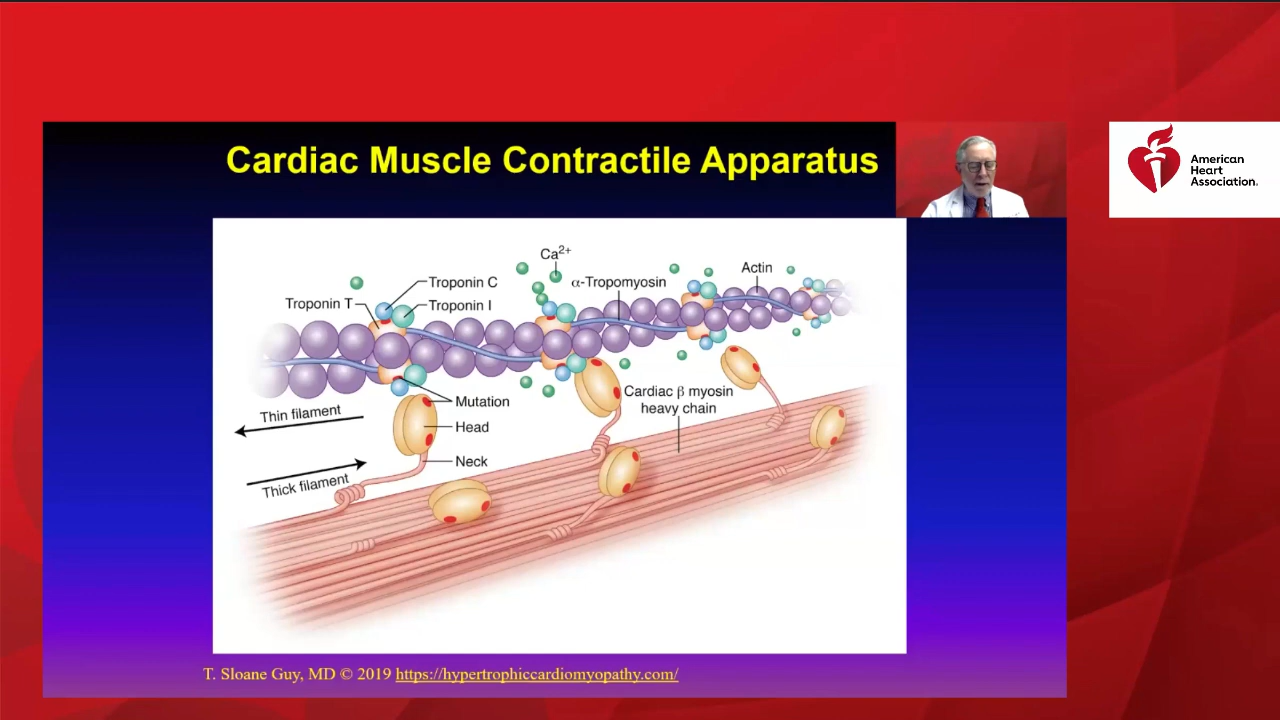 Cardiac Muscle Contractile Apparatus
American
Heart
Association.
Ca2+
Troponin C
α-Tropomyosin
Actin
Troponin T
Troponin I
Cardiac β myosin
heavy chain
Mutation
Thin filament
Head
Neck
Thick filament
T. Sloane Guy, MD © 2019 https://hypertrophiccardiomyopathy.com/